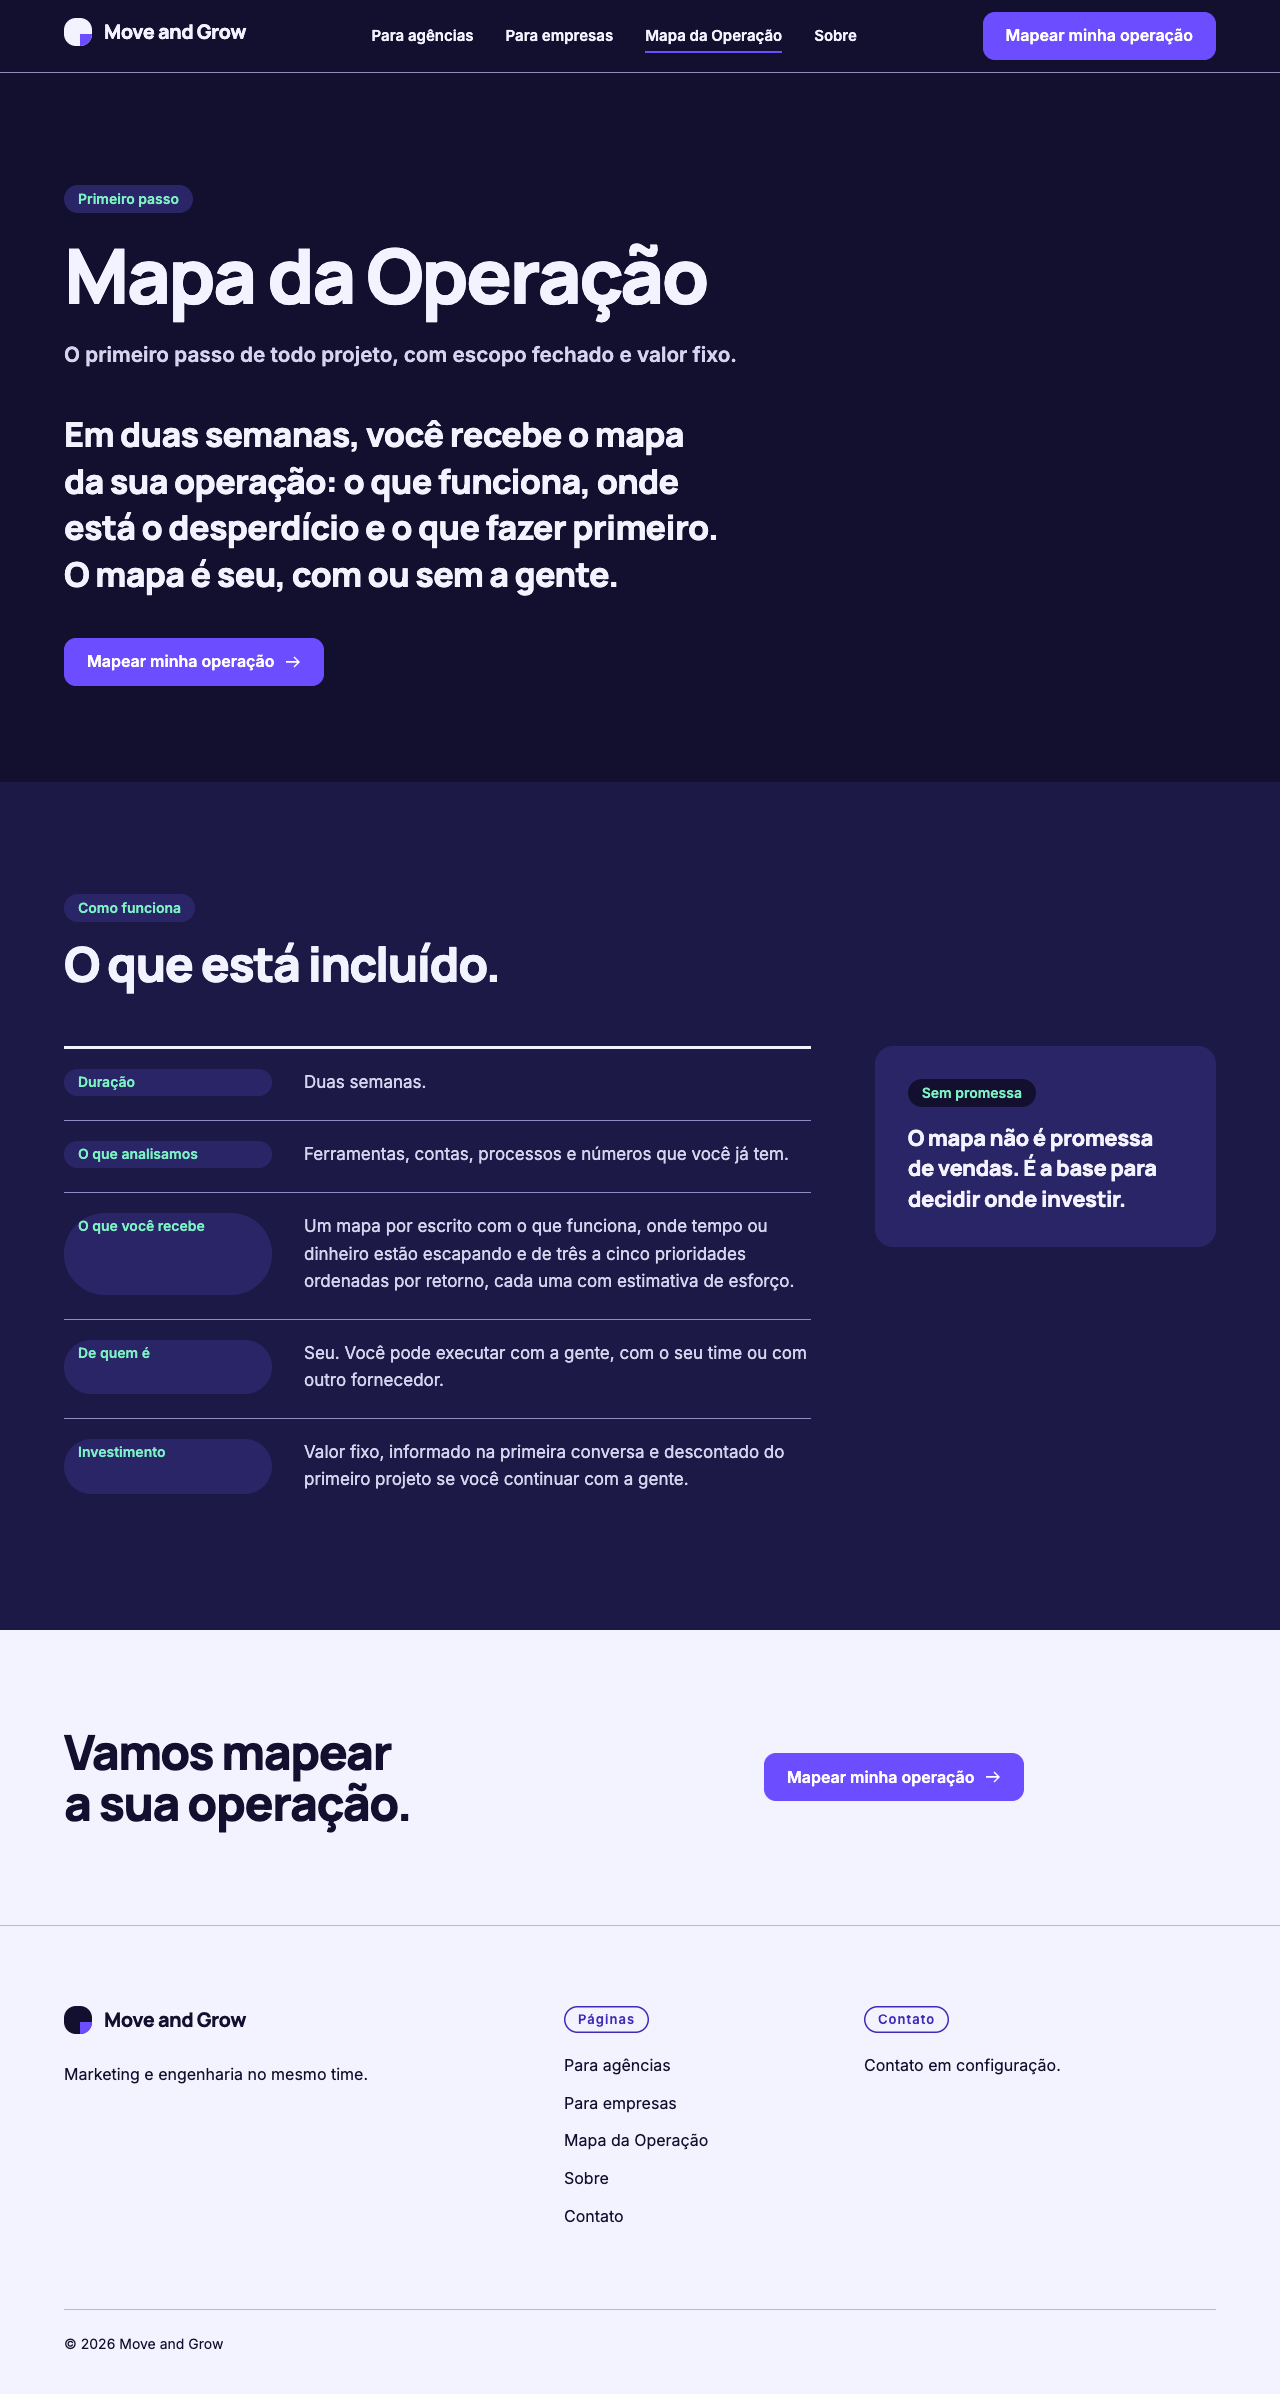 Move and Grow
Para agências
Para empresas
Mapa da Operação
Sobre
Mapear minha operação
Primeiro passo
Mapa da Operação
O primeiro passo de todo projeto, com escopo fechado e valor fixo.
Em duas semanas, você recebe o mapa
da sua operação: o que funciona, onde
está o desperdício e o que fazer primeiro.
O mapa é seu, com ou sem a gente.
Mapear minha operação →
Como funciona
O que está incluído.
Duração
Duas semanas.
O que analisamos
Ferramentas, contas, processos e números que você já tem.
O que você recebe
Um mapa por escrito com o que funciona, onde tempo ou
dinheiro estão escapando e de três a cinco prioridades
ordenadas por retorno, cada uma com estimativa de esforço.
De quem é
Seu. Você pode executar com a gente, com o seu time ou com
outro fornecedor.
Investimento
Valor fixo, informado na primeira conversa e descontado do
primeiro projeto se você continuar com a gente.
Sem promessa
O mapa não é promessa
de vendas. É a base para
decidir onde investir.
Vamos mapear
a sua operação.
Mapear minha operação →
Move and Grow
Marketing e engenharia no mesmo time.
Páginas
Para agências
Para empresas
Mapa da Operação
Sobre
Contato
Contato
Contato em configuração.
© 2026 Move and Grow